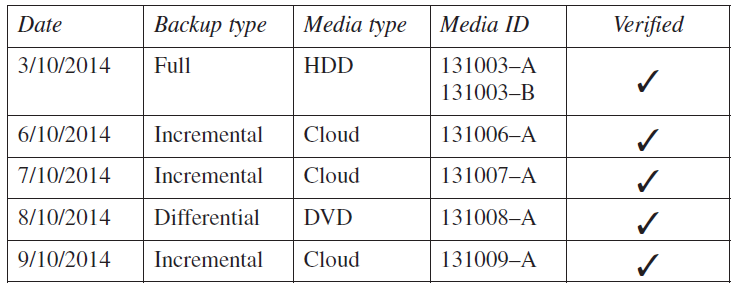 Date Backup type Media type Media ID Verified
3/10/2014 Full HDD 131003–A ✓
131003–B
6/10/2014 Incremental Cloud 131006–A ✓
7/10/2014 Incremental Cloud 131007–A ✓
8/10/2014 Differential DVD 131008–A ✓
9/10/2014 Incremental Cloud 131009–A ✓